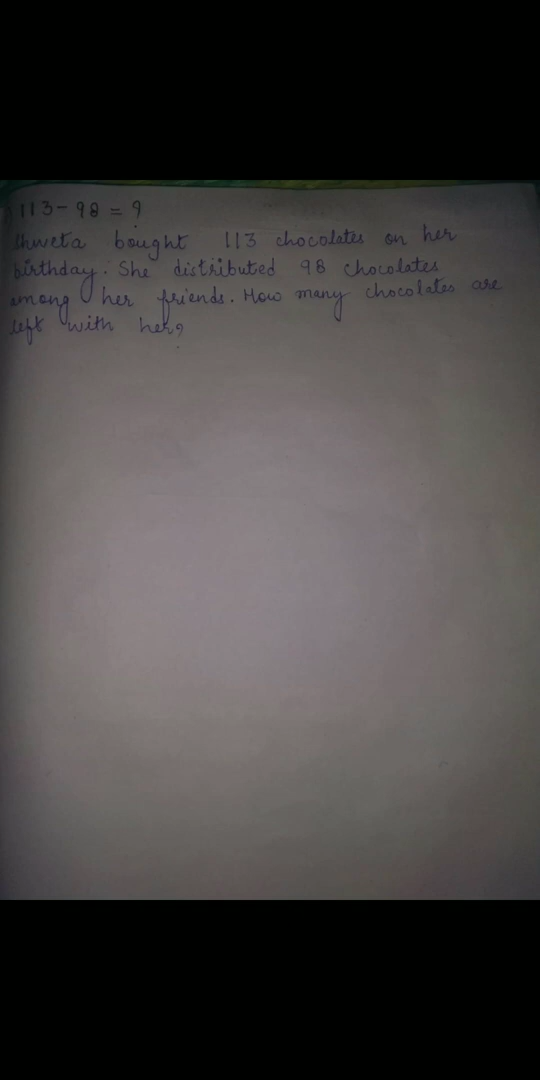 113 - 98 = ?
Shweta bought 113 chocolates on her
birthday. She distributed 98 chocolates
among her friends. How many chocolates are
left with her?